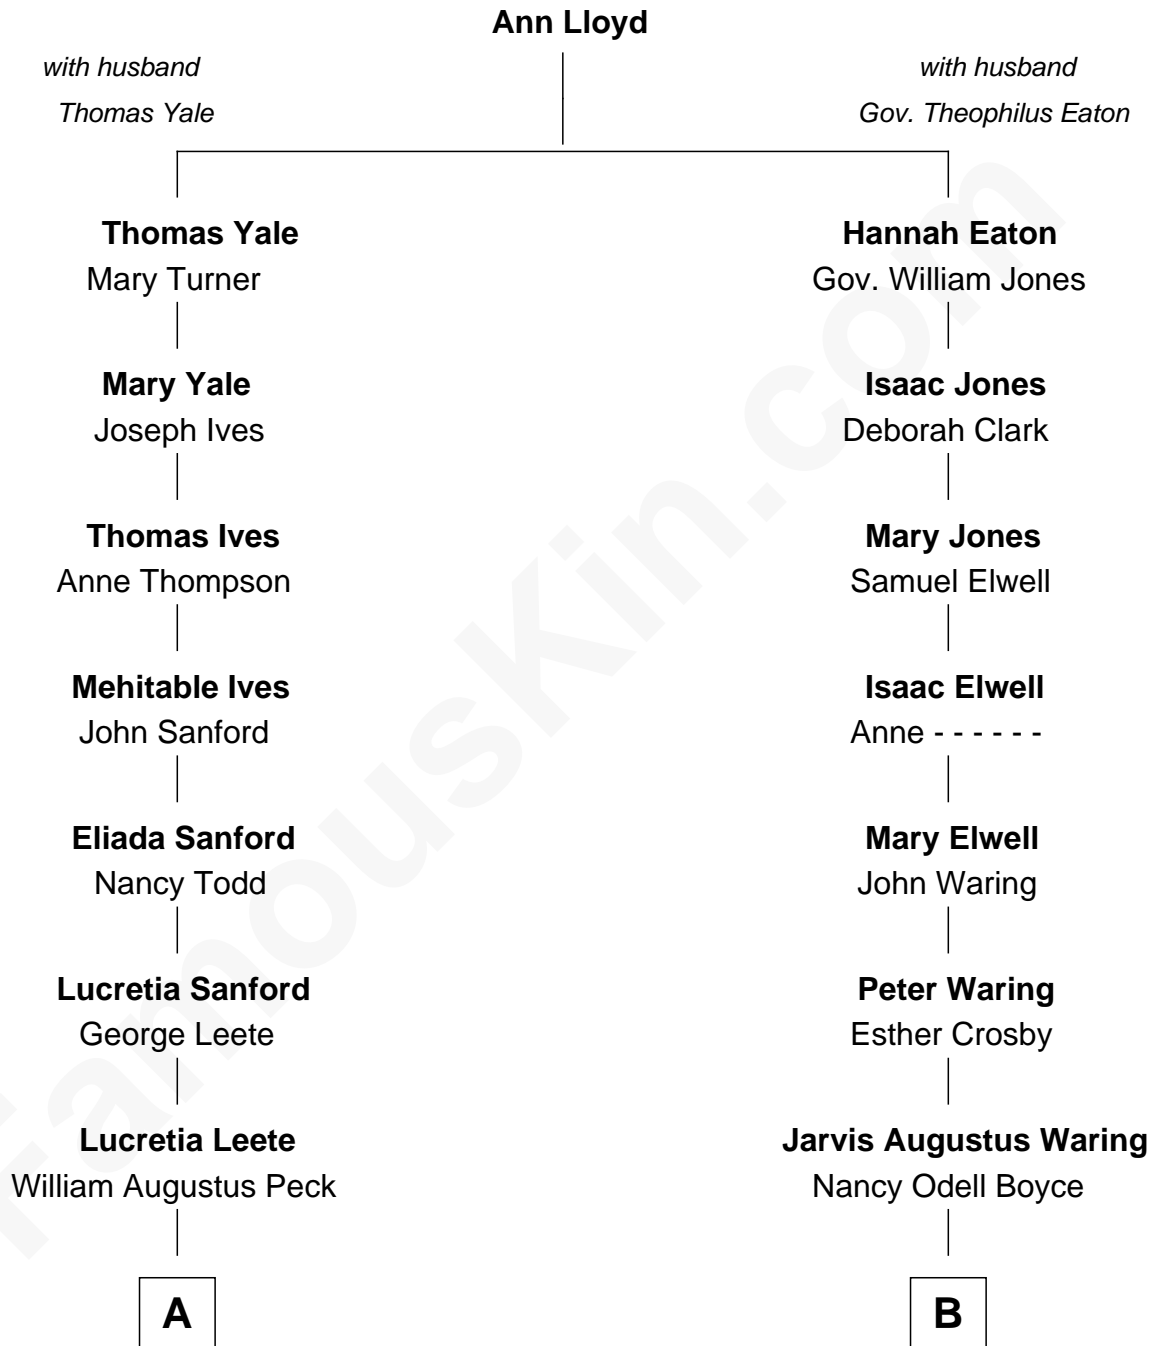 Ann Lloyd
with husband
Thomas Yale
with husband
Gov. Theophilus Eaton
Thomas Yale
Mary Turner
Hannah Eaton
Gov. William Jones
Mary Yale
Joseph Ives
Isaac Jones
Deborah Clark
Thomas Ives
Anne Thompson
Mary Jones
Samuel Elwell
Mehitable Ives
John Sanford
Isaac Elwell
Anne - - - - - -
Eliada Sanford
Nancy Todd
Mary Elwell
John Waring
Lucretia Sanford
George Leete
Peter Waring
Esther Crosby
Lucretia Leete
William Augustus Peck
Jarvis Augustus Waring
Nancy Odell Boyce
A
B
FamousKin.com